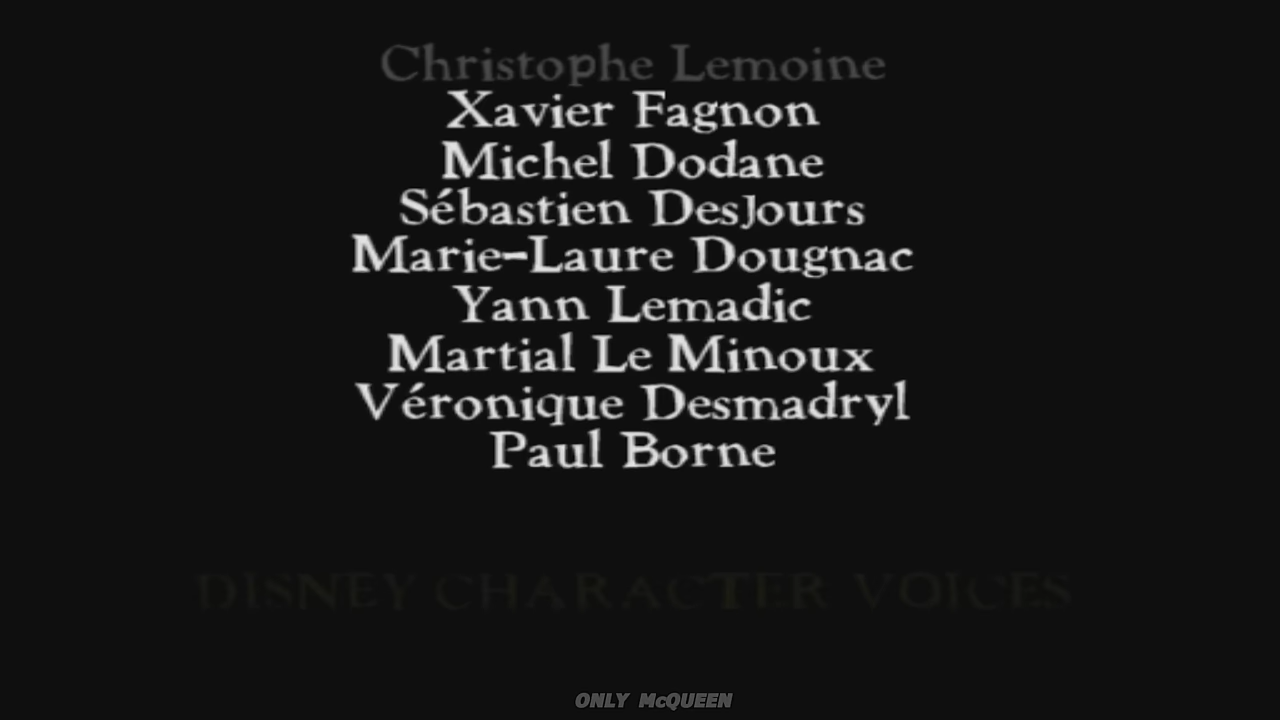 Christophe Lemoine
Xavier Fagnon
Michel Dodane
Sébastien DesJours
Marie-Laure Dougnac
Yann Lemadic
Martial Le Minoux
Véronique Desmadryl
Paul Borne
DISNEY CHARACTER VOICES
ONLY McQUEEN